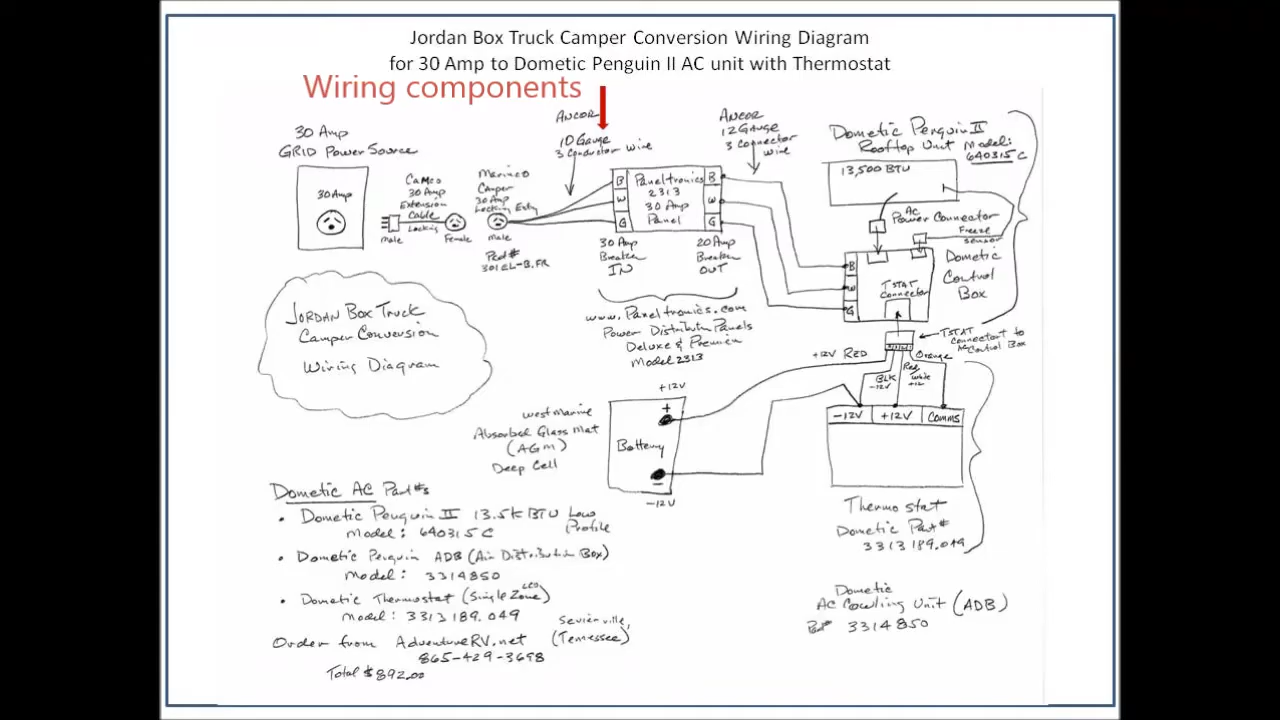 Jordan Box Truck Camper Conversion Wiring Diagram
for 30 Amp to Dometic Penguin II AC unit with Thermostat
Wiring components
30 Amp
GRID Power Source
30 Amp
Camco
30 Amp
Extension
Cable
Locking
Male
Female
Marinco
Camper
30 Amp
Locking Entry
Male
Part #
301EL-B.FR
ANCOR
10 Gauge
3 Conductor Wire
B
W
G
Paneltronics
2313
30 Amp
Panel
B
W
G
30 Amp
Breaker
IN
20 Amp
Breaker
OUT
www.Paneltronics.com
Power Distributn Panels
Deluxe & Premium
Model 2313
ANCOR
12 Gauge
3 Connector
wire
Dometic Penguin II
Rooftop Unit Model:
640315C
13,500 BTU
AC
Power Connector
Freeze
sensor
Dometic
Control
Box
B
W
G
TSTAT
Connector
TSTAT
Connector to
AC Control Box
+12V RED
BLK
-12V
Red
white
+12
Orange
-12V
+12V
Comms
Thermostat
Dometic Part #
3313189.049
+12V
+
Battery
–
-12V
West Marine
Absorbed Glass Mat
(AGM)
Deep Cell
JORDAN BOX TRUCK
Camper Conversion
Wiring Diagram
Dometic AC Part #s
• Dometic Penguin II 13.5K BTU Low Profile
Model: 640315C
• Dometic Penguin ADB (Air Distribution Box)
Model: 3314850
• Dometic Thermostat (Single Zone) LCD
Model: 3313189.049
Order from AdventureRV.net
Sevierville,
(Tennessee)
865-429-3698
Total $892.00
Dometic
AC Cowling Unit (ADB)
Part# 3314850